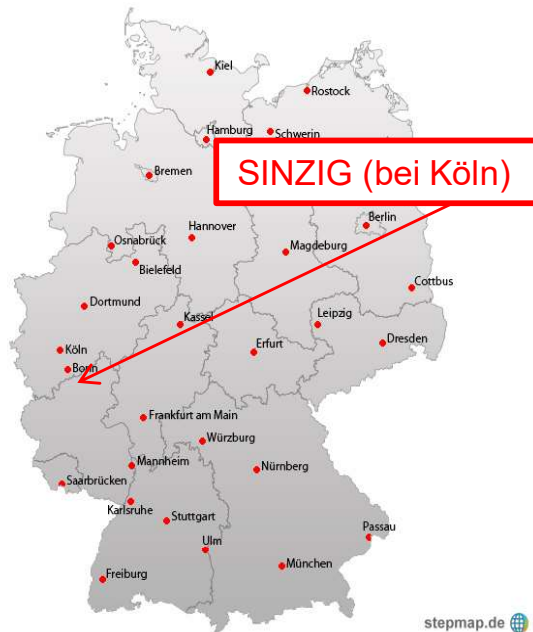 Kiel
Rostock
Hamburg
Schwerin
SINZIG (bei Köln)
Bremen
Berlin
Hannover
Osnabrück
Magdeburg
Bielefeld
Cottbus
Dortmund
Kassel
Leipzig
Dresden
Köln
Erfurt
Bonn
Frankfurt am Main
Würzburg
Mannheim
Nürnberg
Saarbrücken
Karlsruhe
Stuttgart
Passau
Ulm
München
Freiburg
stepmap.de